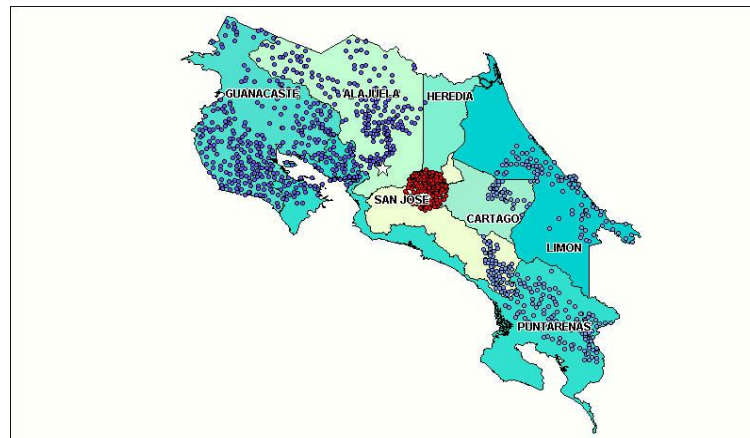 GUANACASTE
ALAJUELA
HEREDIA
SAN JOSE
CARTAGO
LIMON
PUNTARENAS